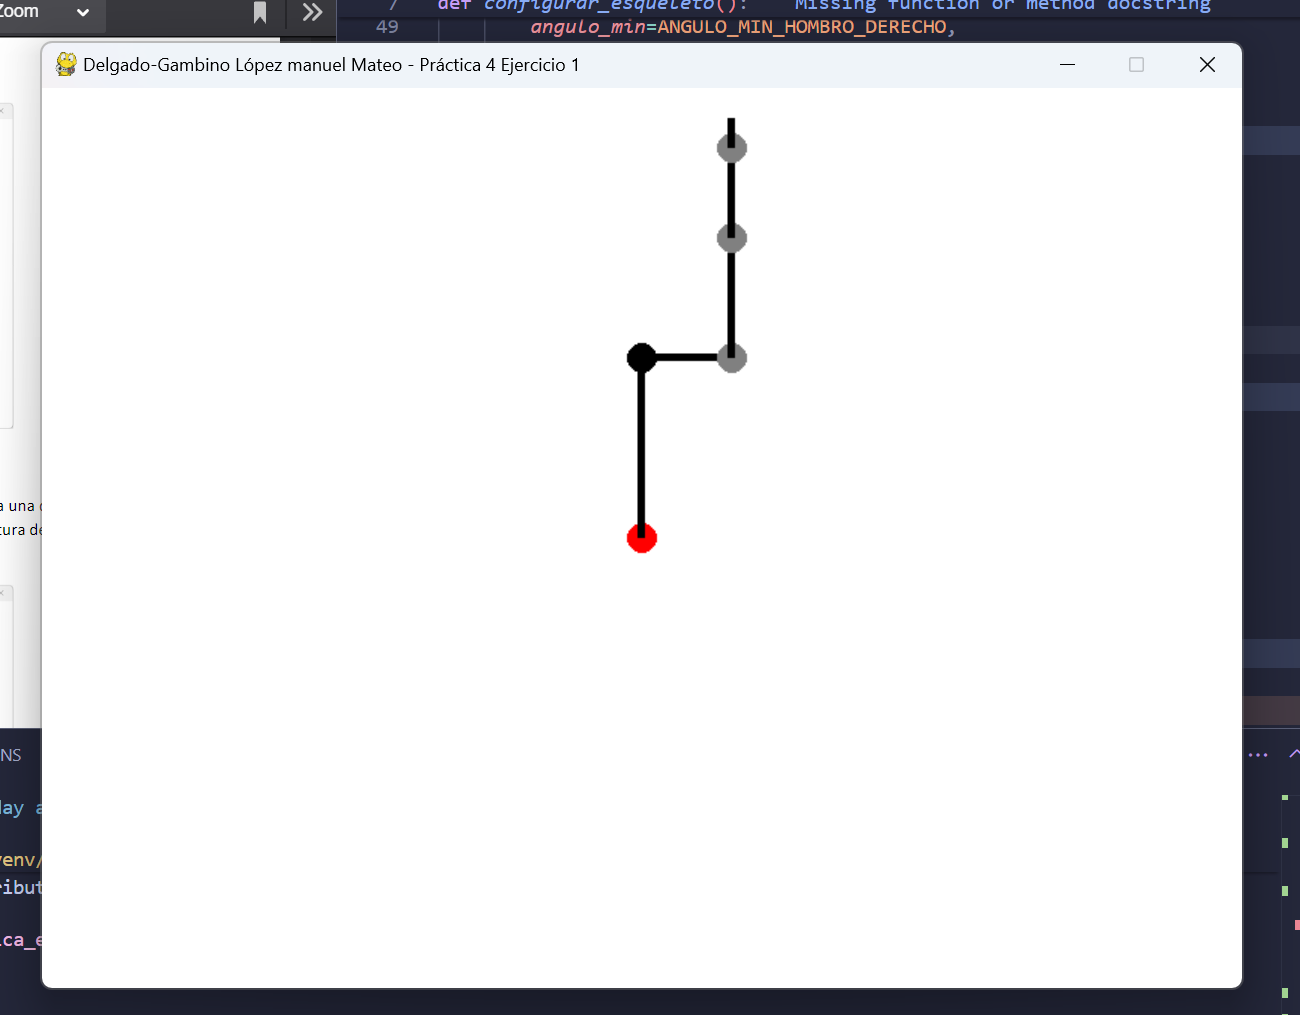 Zoom
7 def configurar_esqueleto(): Missing function or method docstring
49 angulo_min=ANGULO_MIN_HOMBRO_DERECHO,
Delgado-Gambino López manuel Mateo - Práctica 4 Ejercicio 1
a una
tura de
NS
lay a
venv/
ribut
ica_e